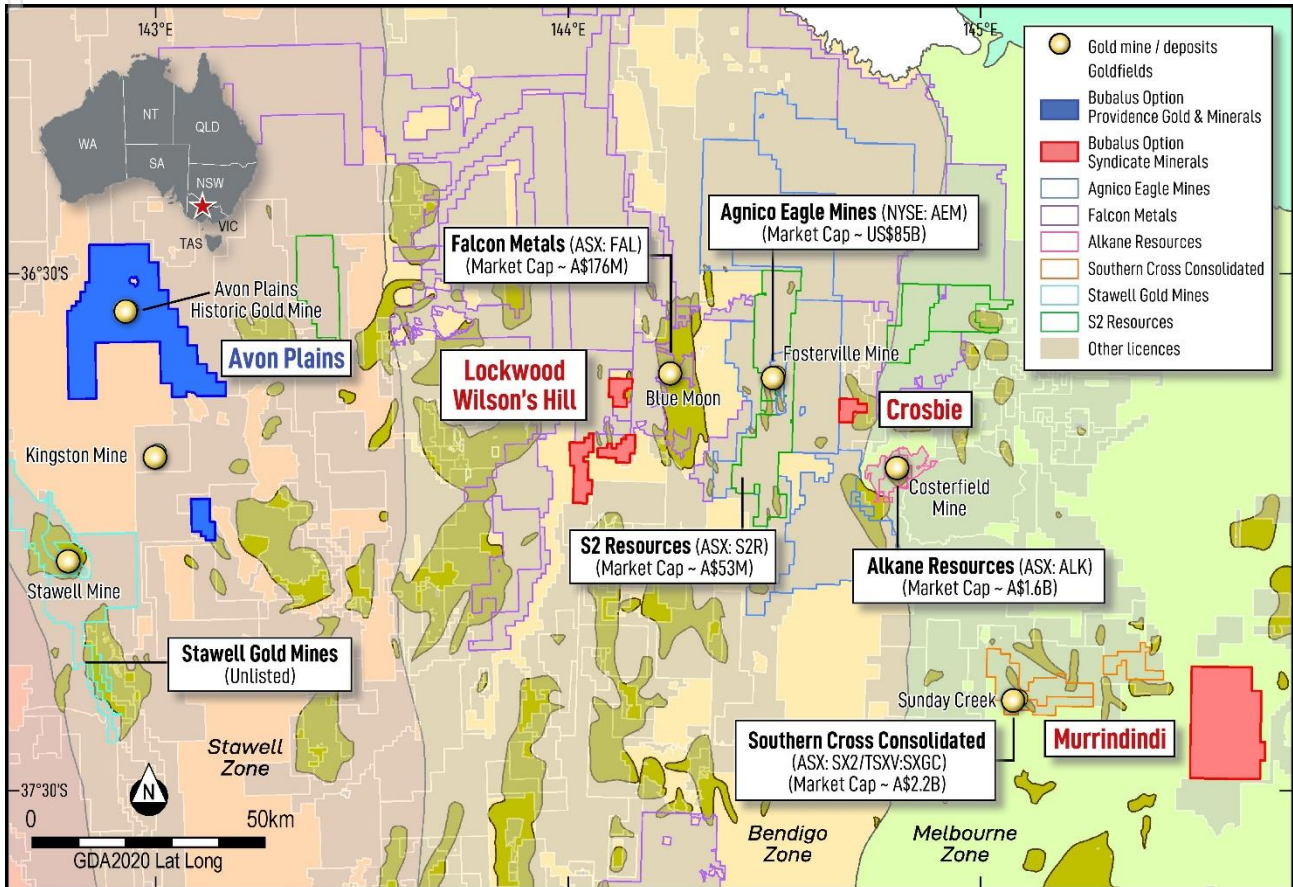 143°E
144°E
145°E
36°30'S
37°30'S
WA
NT
QLD
SA
NSW
VIC
TAS
Gold mine / deposits
Goldfields
Bubalus Option
Providence Gold & Minerals
Bubalus Option
Syndicate Minerals
Agnico Eagle Mines
Falcon Metals
Alkane Resources
Southern Cross Consolidated
Stawell Gold Mines
S2 Resources
Other licences
Agnico Eagle Mines (NYSE: AEM)
(Market Cap ~ US$85B)
Falcon Metals (ASX: FAL)
(Market Cap ~ A$176M)
Avon Plains
Historic Gold Mine
Avon Plains
Lockwood
Wilson's Hill
Blue Moon
Fosterville Mine
Crosbie
Kingston Mine
Costerfield
Mine
Stawell Mine
S2 Resources (ASX: S2R)
(Market Cap ~ A$53M)
Alkane Resources (ASX: ALK)
(Market Cap ~ A$1.6B)
Stawell Gold Mines
(Unlisted)
Sunday Creek
Southern Cross Consolidated
(ASX: SX2/TSXV:SXGC)
(Market Cap ~ A$2.2B)
Murrindindi
Stawell
Zone
Bendigo
Zone
Melbourne
Zone
N
0
50km
GDA2020 Lat Long